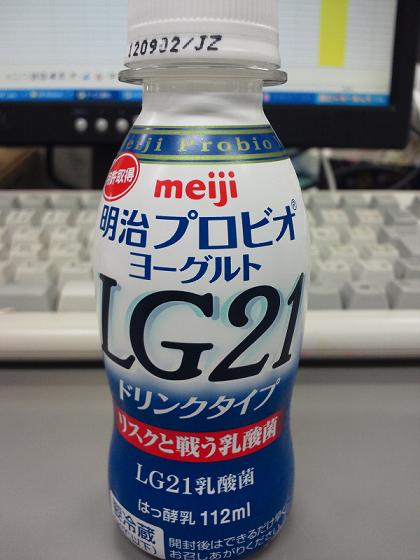 120902/JZ
eiji Probio
特許取得
meiji
明治プロビオ®
ヨーグルト
LG21
ドリンクタイプ
リスクと戦う乳酸菌
LG21乳酸菌
はっ酵乳 112ml
要冷蔵
開封後はできるだけ早く
お召しあがりください